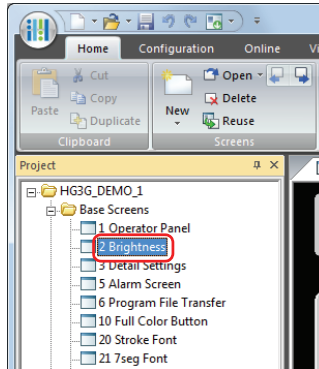 Home Configuration Online Vi
Cut
Copy
Duplicate
Paste
Clipboard
New
Open
Delete
Reuse
Screens
Project
HG3G_DEMO_1
Base Screens
1 Operator Panel
2 Brightness
3 Detail Settings
5 Alarm Screen
6 Program File Transfer
10 Full Color Button
20 Stroke Font
21 7seg Font